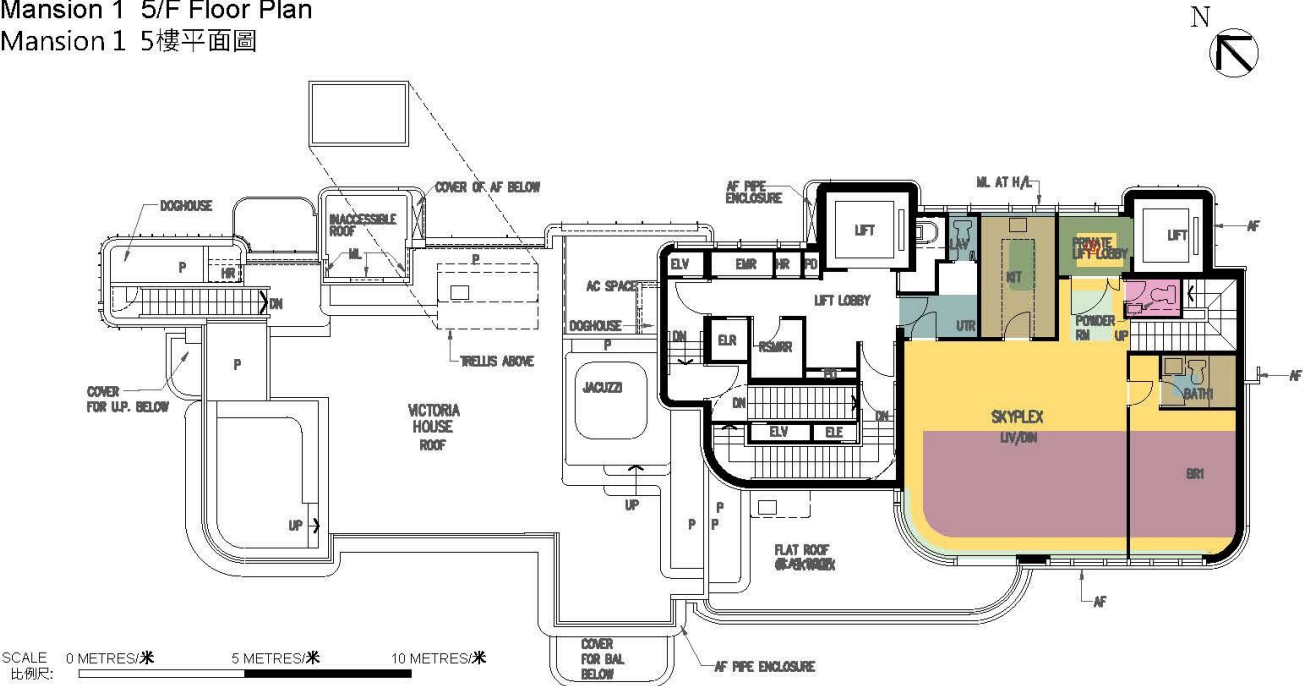 Mansion 1 5/F Floor Plan
Mansion 1 5樓平面圖
N
COVER OF AF BELOW
AF PIPE
ENCLOSURE
ML AT H/L
DOGHOUSE
INACCESSIBLE
ROOF
LIFT
LAV
PRIVATE
LIFT LOBBY
LIFT
AF
P
HR
ML
P
ELV
EMR
HR
PD
KIT
AC SPACE
LIFT LOBBY
DN
DOGHOUSE
UTR
POWDER
RM
UP
P
TRELLIS ABOVE
P
DN
ELR
RSMRR
PD
COVER
FOR U.P. BELOW
JACUZZI
AF
BATH1
VICTORIA
HOUSE
ROOF
DN
DN
SKYPLEX
LIV/DIN
ELV
ELE
BR1
UP
UP
P
P
P
FLAT ROOF
AF
COVER
FOR BAL
BELOW
AF PIPE ENCLOSURE
SCALE 0 METRES/米 5 METRES/米 10 METRES/米
比例尺: